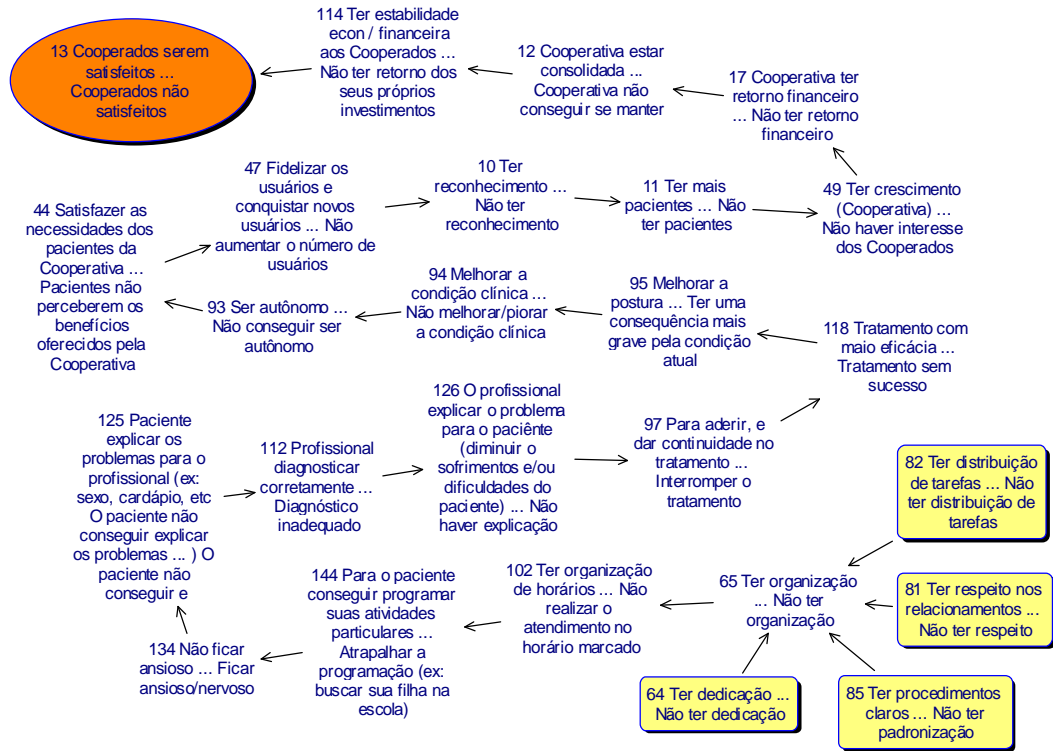 13 Cooperados serem
satisfeitos ...
Cooperados não
satisfeitos
114 Ter estabilidade
econ / financeira
aos Cooperados ...
Não ter retorno dos
seus próprios
investimentos
12 Cooperativa estar
consolidada ...
Cooperativa não
conseguir se manter
17 Cooperativa ter
retorno financeiro
... Não ter retorno
financeiro
44 Satisfazer as
necessidades dos
pacientes da
Cooperativa ...
Pacientes não
perceberem os
benefícios
oferecidos pela
Cooperativa
47 Fidelizar os
usuários e
conquistar novos
usuários ... Não
aumentar o número de
usuários
10 Ter
reconhecimento ...
Não ter
reconhecimento
11 Ter mais
pacientes ... Não
ter pacientes
49 Ter crescimento
(Cooperativa) ...
Não haver interesse
dos Cooperados
93 Ser autônomo ...
Não conseguir ser
autônomo
94 Melhorar a
condição clínica ...
Não melhorar/piorar
a condição clínica
95 Melhorar a
postura ... Ter uma
consequência mais
grave pela condição
atual
118 Tratamento com
maio eficácia ...
Tratamento sem
sucesso
125 Paciente
explicar os
problemas para o
profissional (ex:
sexo, cardápio, etc
O paciente não
conseguir explicar
os problemas ... ) O
paciente não
conseguir e
112 Profissional
diagnosticar
corretamente ...
Diagnóstico
inadequado
126 O profissional
explicar o problema
para o paciênte
(diminuir o
sofrimentos e/ou
dificuldades do
paciente) ... Não
haver explicação
97 Para aderir, e
dar continuidade no
tratamento ...
Interromper o
tratamento
82 Ter distribuição
de tarefas ... Não
ter distribuição de
tarefas
134 Não ficar
ansioso ... Ficar
ansioso/nervoso
144 Para o paciente
conseguir programar
suas atividades
particulares ...
Atrapalhar a
programação (ex:
buscar sua filha na
escola)
102 Ter organização
de horários ... Não
realizar o
atendimento no
horário marcado
65 Ter organização
... Não ter
organização
81 Ter respeito nos
relacionamentos ...
Não ter respeito
64 Ter dedicação ...
Não ter dedicação
85 Ter procedimentos
claros ... Não ter
padronização